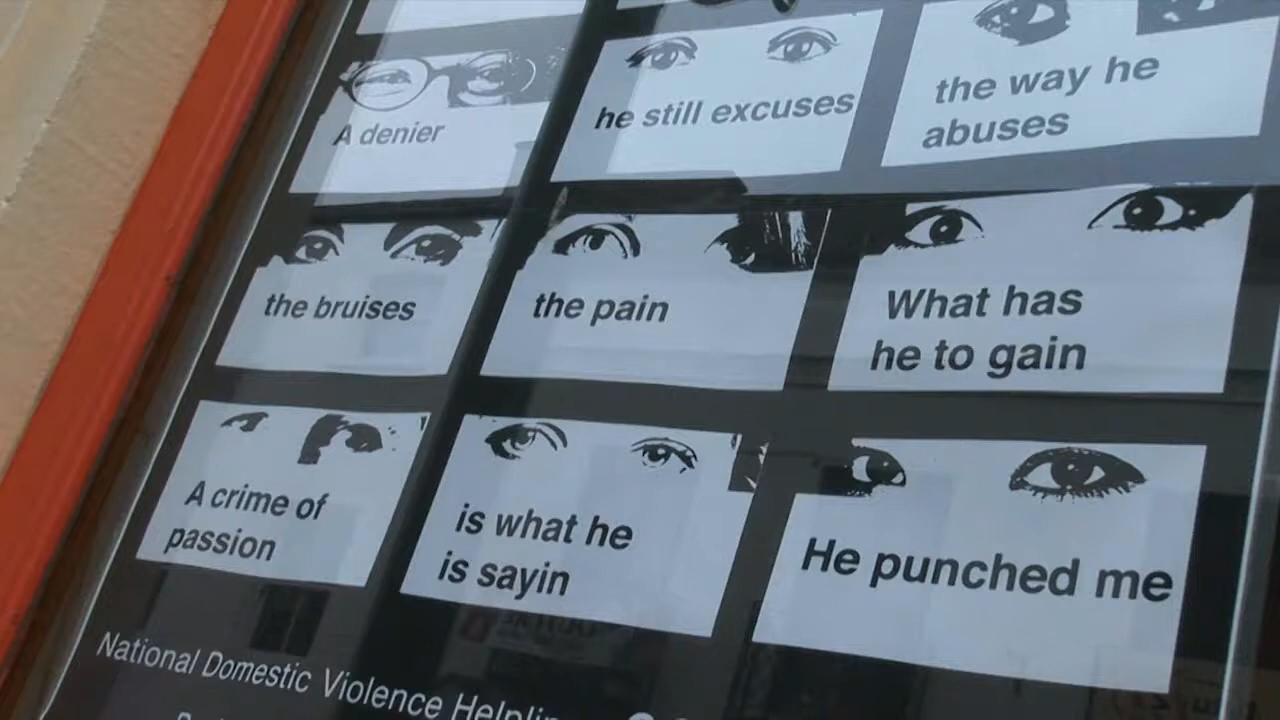 A denier
he still excuses
the way he
abuses
the bruises
the pain
What has
he to gain
A crime of
passion
is what he
is sayin
He punched me
National Domestic Violence